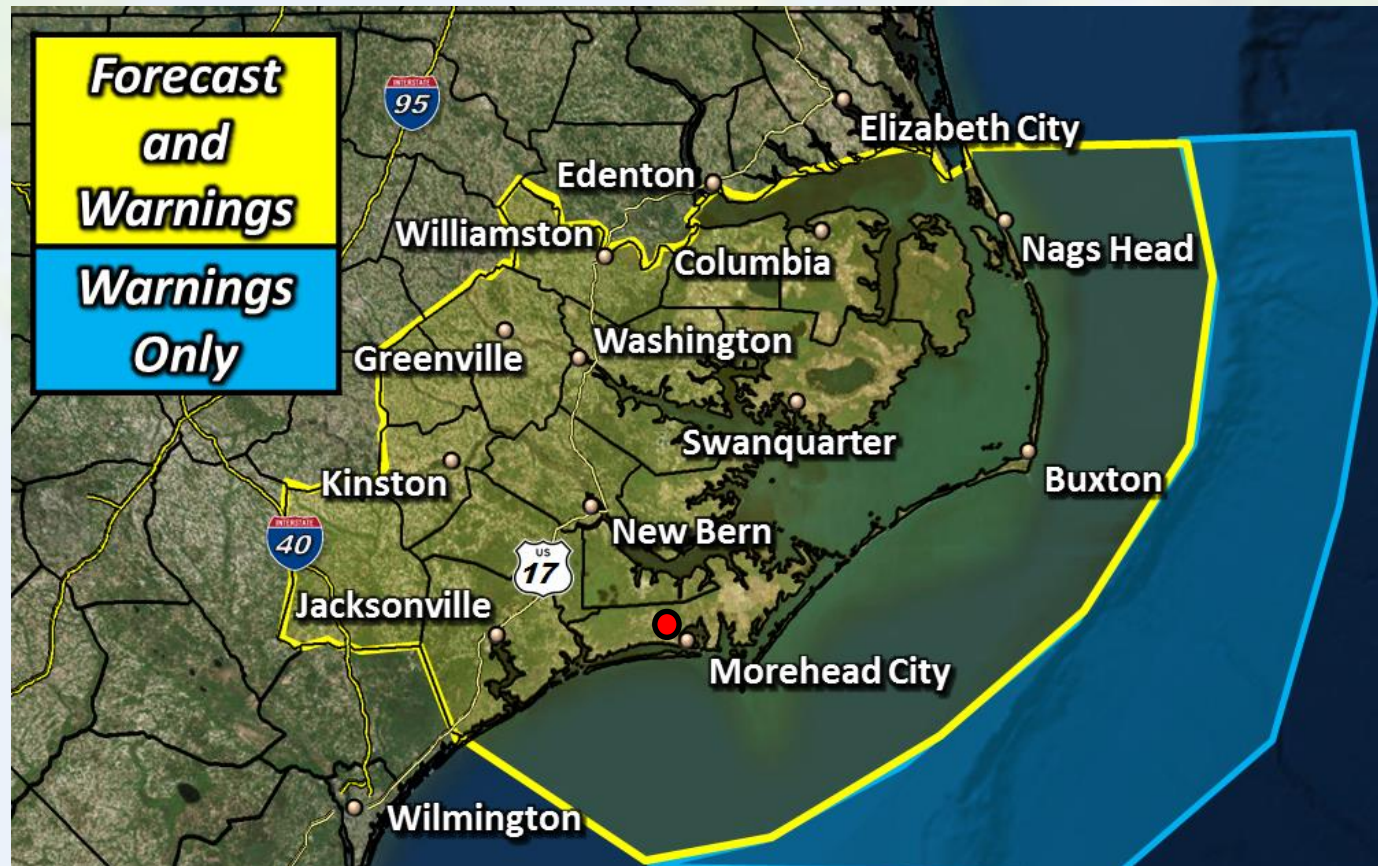 Forecast
and
Warnings
Warnings
Only
INTERSTATE
95
Elizabeth City
Edenton
Williamston
Columbia
Nags Head
Washington
Greenville
Swanquarter
Kinston
Buxton
INTERSTATE
40
New Bern
US
17
Jacksonville
Morehead City
Wilmington